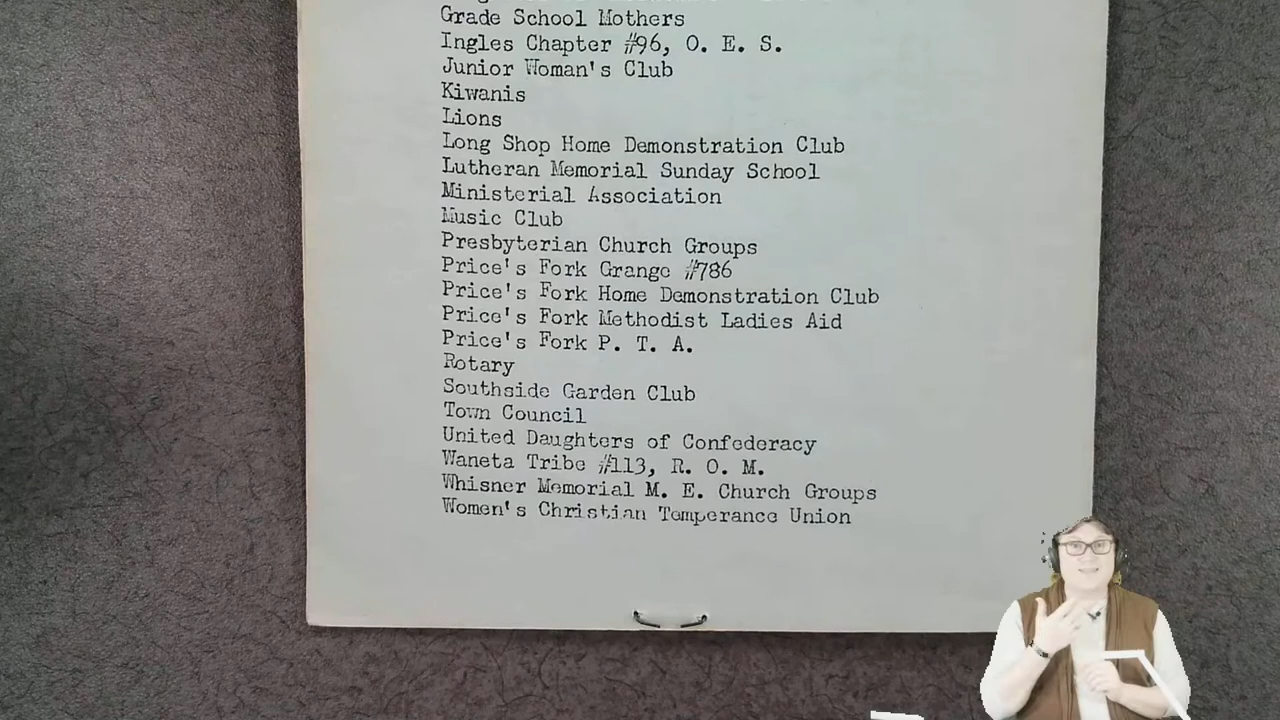 Grade School Mothers
Ingles Chapter #96, O. E. S.
Junior Woman's Club
Kiwanis
Lions
Long Shop Home Demonstration Club
Lutheran Memorial Sunday School
Ministerial Association
Music Club
Presbyterian Church Groups
Price's Fork Grange #786
Price's Fork Home Demonstration Club
Price's Fork Methodist Ladies Aid
Price's Fork P. T. A.
Rotary
Southside Garden Club
Town Council
United Daughters of Confederacy
Waneta Tribe #113, R. O. M.
Whisner Memorial M. E. Church Groups
Women's Christian Temperance Union